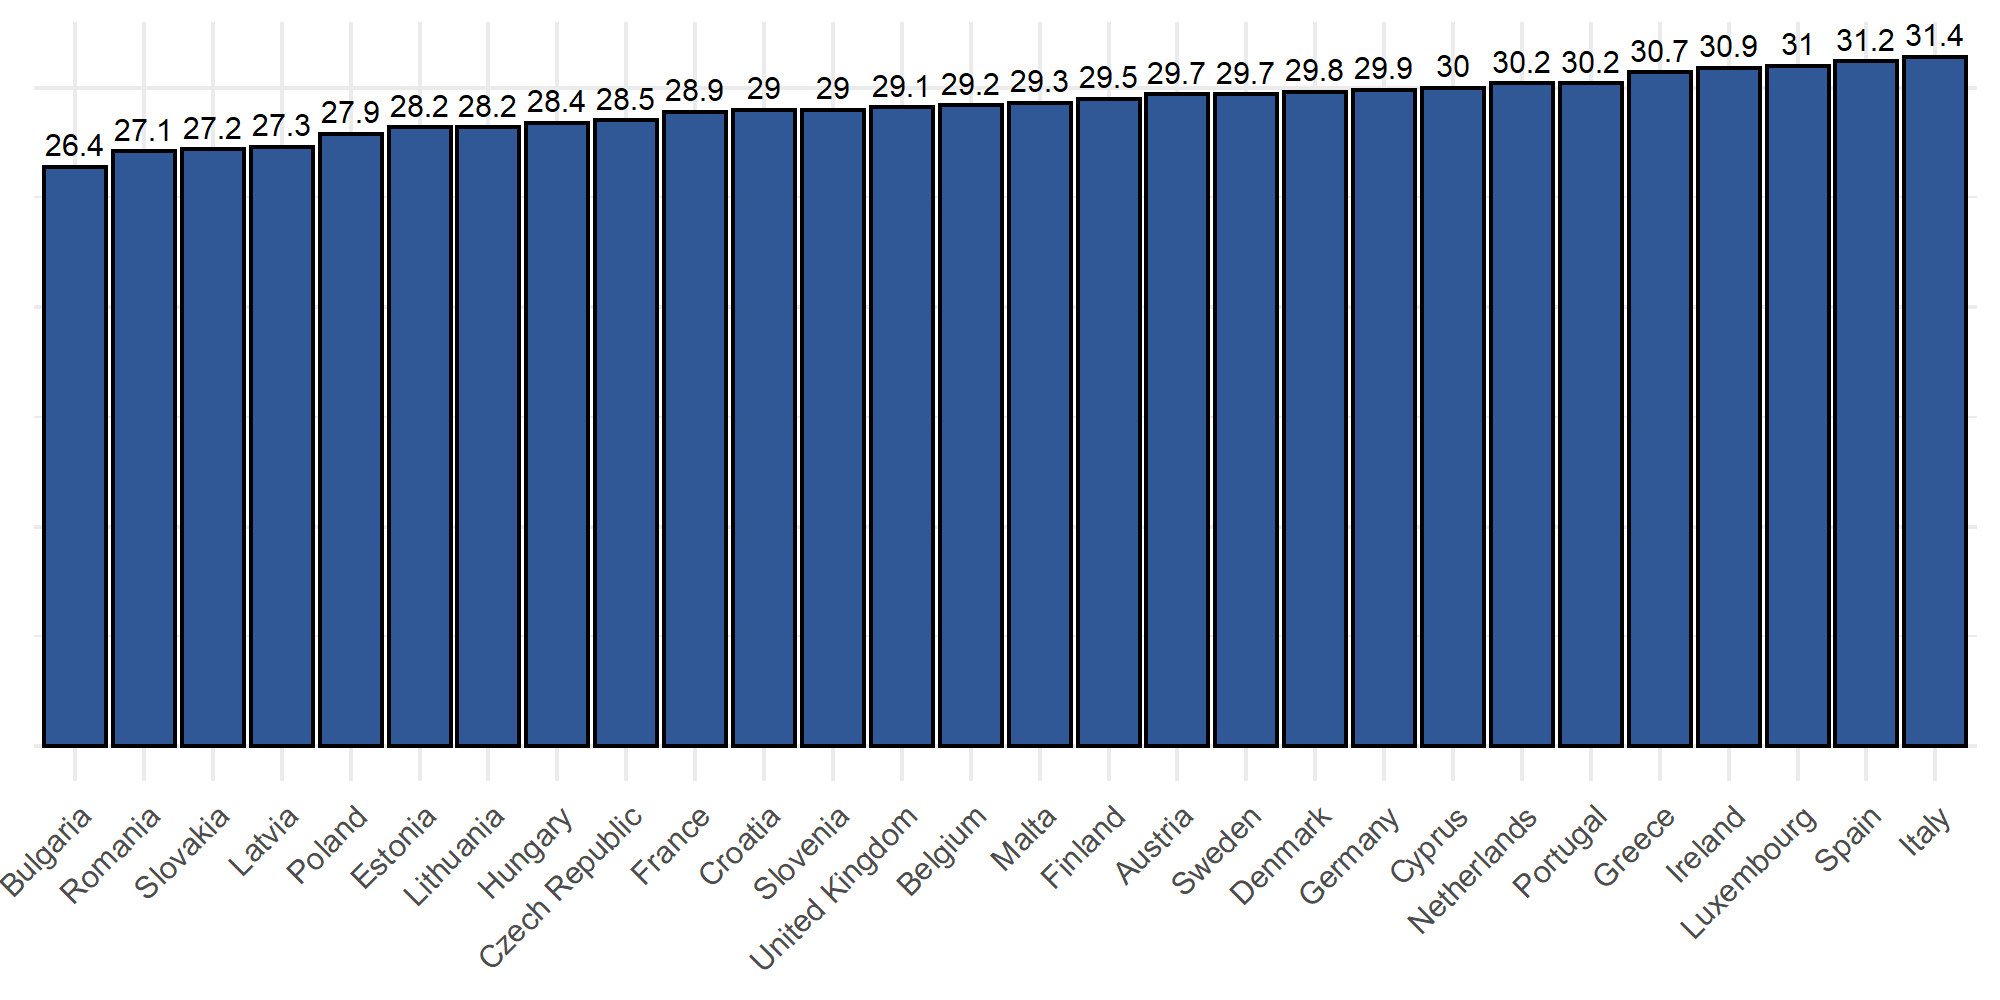 26.4 27.1 27.2 27.3 27.9 28.2 28.2 28.4 28.5 28.9 29 29 29.1 29.2 29.3 29.5 29.7 29.7 29.8 29.9 30 30.2 30.2 30.7 30.9 31 31.2 31.4
Bulgaria
Romania
Slovakia
Latvia
Poland
Estonia
Lithuania
Hungary
Czech Republic
France
Croatia
Slovenia
United Kingdom
Belgium
Malta
Finland
Austria
Sweden
Denmark
Germany
Cyprus
Netherlands
Portugal
Greece
Ireland
Luxembourg
Spain
Italy